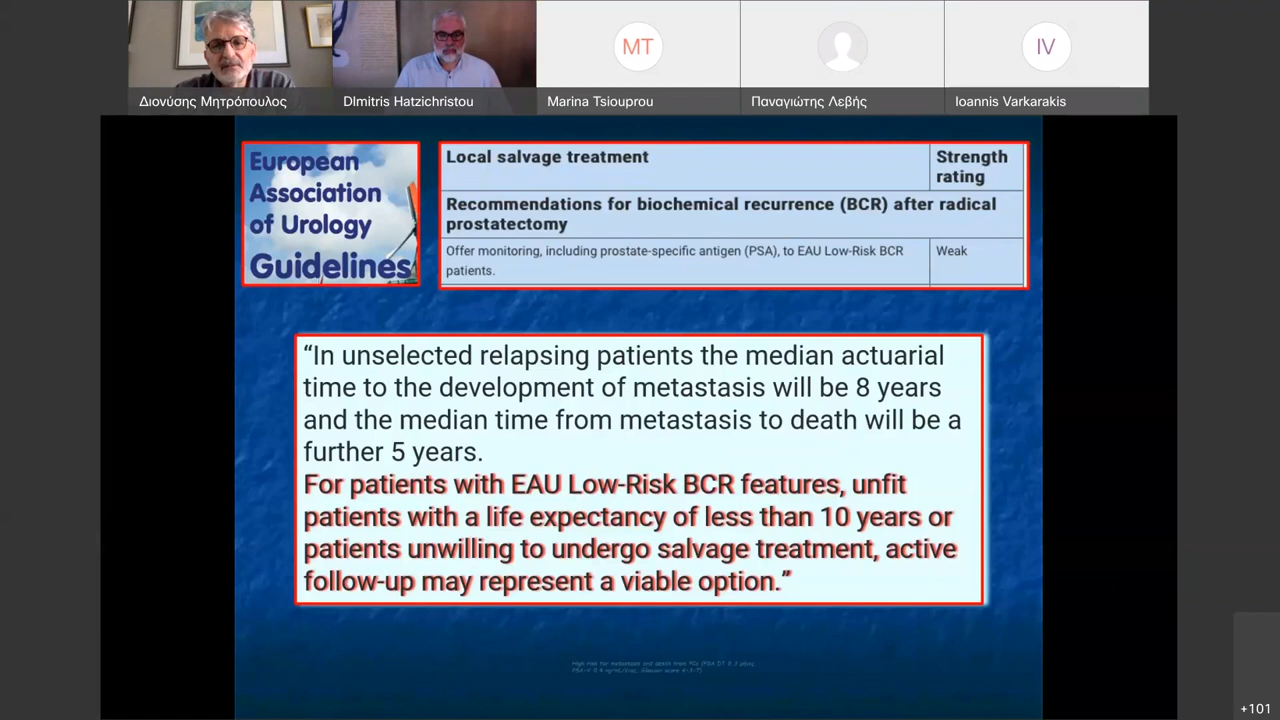 MT
IV
Διονύσης Μητρόπουλος
DImitris Hatzichristou
Marina Tsiouprou
Παναγιώτης Λεβής
Ioannis Varkarakis
European
Association
of Urology
Guidelines
Local salvage treatment
Strength
rating
Recommendations for biochemical recurrence (BCR) after radical
prostatectomy
Offer monitoring, including prostate-specific antigen (PSA), to EAU Low-Risk BCR
patients.
Weak
“In unselected relapsing patients the median actuarial
time to the development of metastasis will be 8 years
and the median time from metastasis to death will be a
further 5 years.
For patients with EAU Low-Risk BCR features, unfit
patients with a life expectancy of less than 10 years or
patients unwilling to undergo salvage treatment, active
follow-up may represent a viable option.”
+101